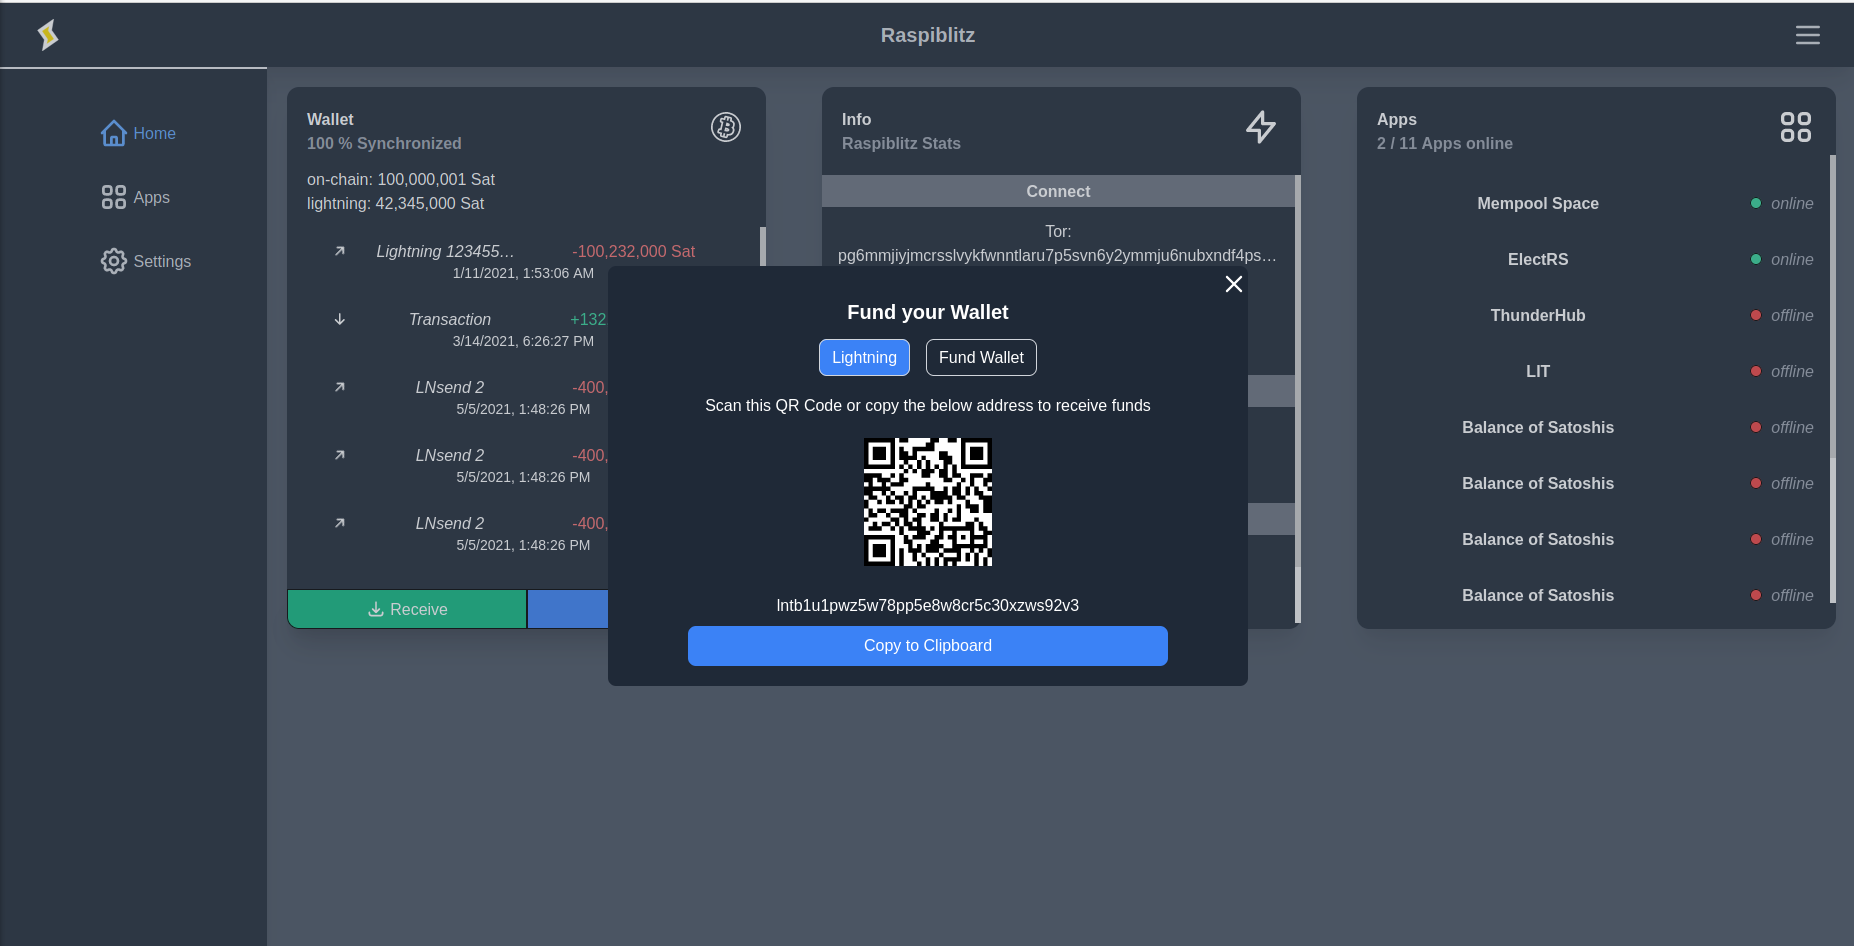 Raspiblitz
Home
Apps
Settings
Wallet
100 % Synchronized
on-chain: 100,000,001 Sat
lightning: 42,345,000 Sat
Lightning 123455… -100,232,000 Sat
1/11/2021, 1:53:06 AM
Transaction +132
3/14/2021, 6:26:27 PM
LNsend 2 -400,
5/5/2021, 1:48:26 PM
LNsend 2 -400,
5/5/2021, 1:48:26 PM
LNsend 2 -400,
5/5/2021, 1:48:26 PM
Receive
Info
Raspiblitz Stats
Connect
Tor:
pg6mmjiyjmcrsslvykfwnntlaru7p5svn6y2ymmju6nubxndf4ps…
Fund your Wallet
Lightning Fund Wallet
Scan this QR Code or copy the below address to receive funds
lntb1u1pwz5w78pp5e8w8cr5c30xzws92v3
Copy to Clipboard
Apps
2 / 11 Apps online
Mempool Space online
ElectRS online
ThunderHub offline
LIT offline
Balance of Satoshis offline
Balance of Satoshis offline
Balance of Satoshis offline
Balance of Satoshis offline